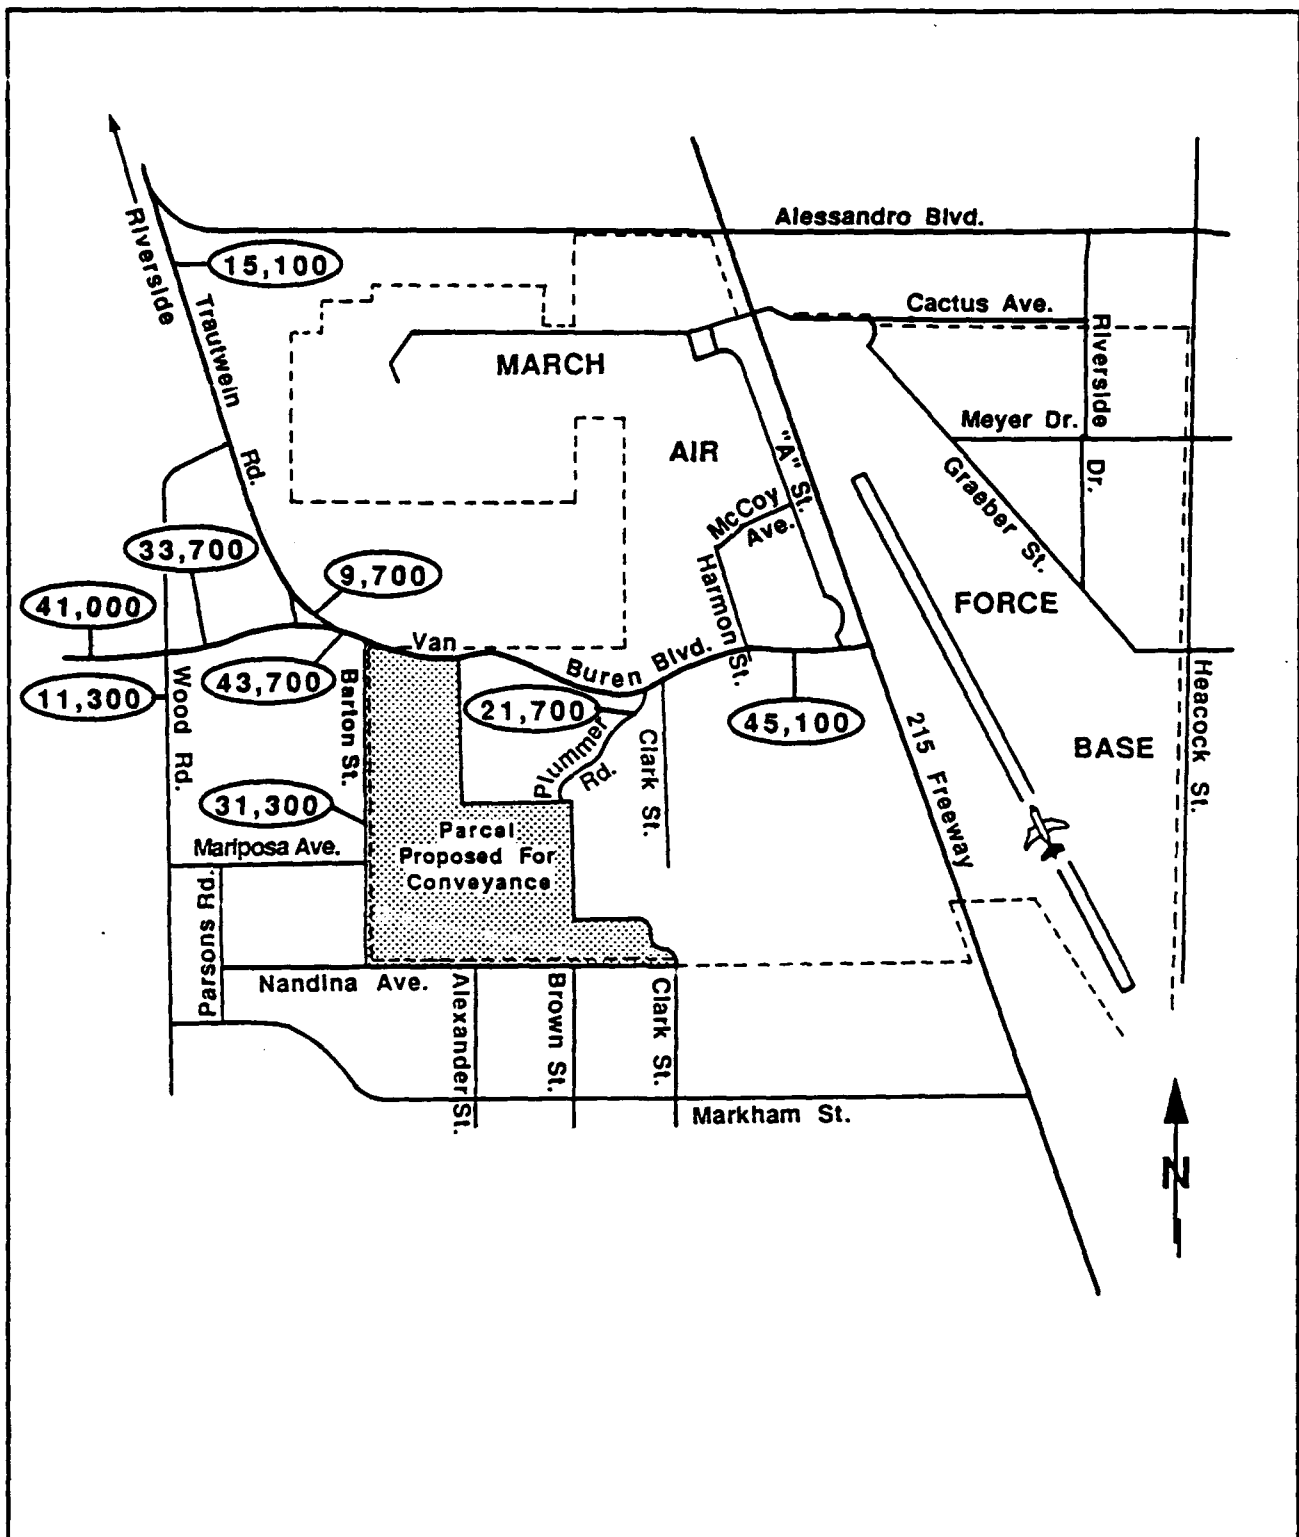 Alessandro Blvd.
Riverside
15,100
Trautwein
Rd.
Cactus Ave.
MARCH
Riverside
Dr.
Meyer Dr.
AIR
"A" St.
Graeber St.
McCoy
Ave.
33,700
9,700
Harmon St.
FORCE
41,000
Van
Buren Blvd.
11,300
Wood Rd.
43,700
Barton St.
21,700
Plummer
Rd.
Clark St.
45,100
215 Freeway
BASE
Heacock St.
31,300
Mariposa Ave.
Parcel
Proposed For
Conveyance
Parsons Rd.
Nandina Ave.
Alexander St.
Brown St.
Clark St.
Markham St.
N